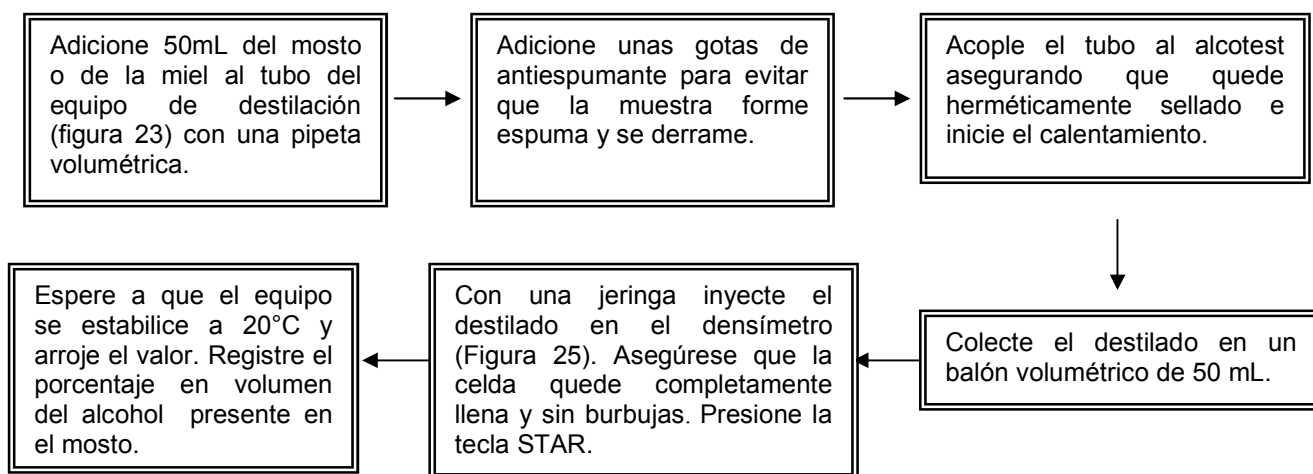 Adicione 50mL del mosto
o de la miel al tubo del
equipo de destilación
(figura 23) con una pipeta
volumétrica.
Adicione unas gotas de
antiespumante para evitar
que la muestra forme
espuma y se derrame.
Acople el tubo al alcotest
asegurando que quede
herméticamente sellado e
inicie el calentamiento.
Colecte el destilado en un
balón volumétrico de 50 mL.
Con una jeringa inyecte el
destilado en el densímetro
(Figura 25). Asegúrese que la
celda quede completamente
llena y sin burbujas. Presione la
tecla STAR.
Espere a que el equipo
se estabilice a 20°C y
arroje el valor. Registre el
porcentaje en volumen
del alcohol presente en
el mosto.